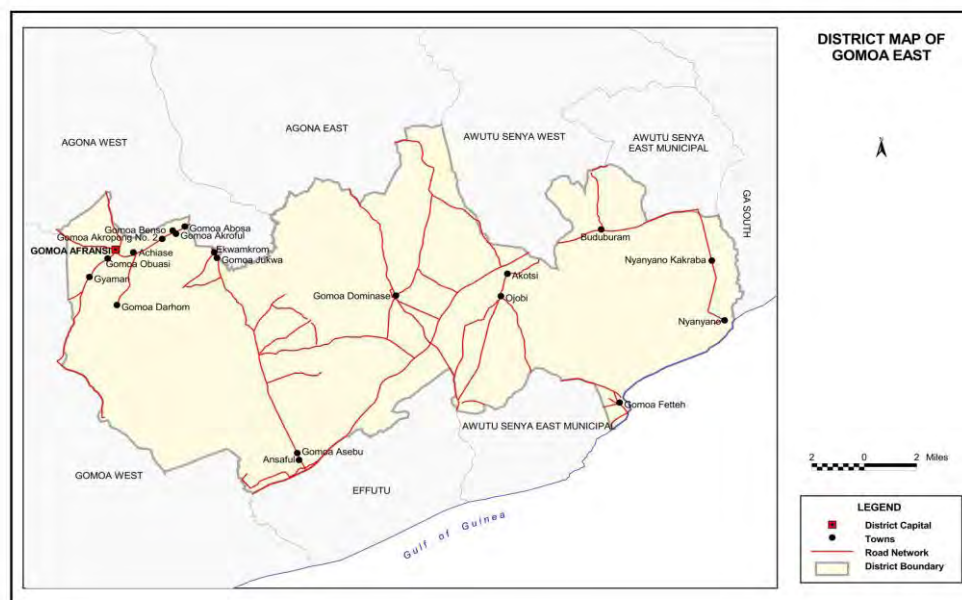 DISTRICT MAP OF
GOMOA EAST
AGONA WEST
AGONA EAST
AWUTU SENYA WEST
AWUTU SENYA
EAST MUNICIPAL
GA SOUTH
Gomoa Benso
Gomoa Abosa
Gomoa Akropong No. 2
Gomoa Akroful
GOMOA AFRANSI
Achiase
Ekwamkrom
Gomoa Obuasi
Gomoa Jukwa
Gyaman
Gomoa Darhom
Buduburam
Nyanyano Kakraba
Akotsi
Gomoa Dominase
Ojobi
Nyanyano
Gomoa Fetteh
AWUTU SENYA EAST MUNICIPAL
Gomoa Asebu
Ansaful
GOMOA WEST
EFFUTU
Gulf of Guinea
2 0 2 Miles
LEGEND
District Capital
Towns
Road Network
District Boundary